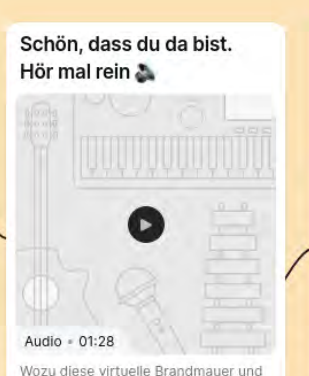 Schön, dass du da bist.
Hör mal rein 🔊
Audio • 01:28
Wozu diese virtuelle Brandmauer und